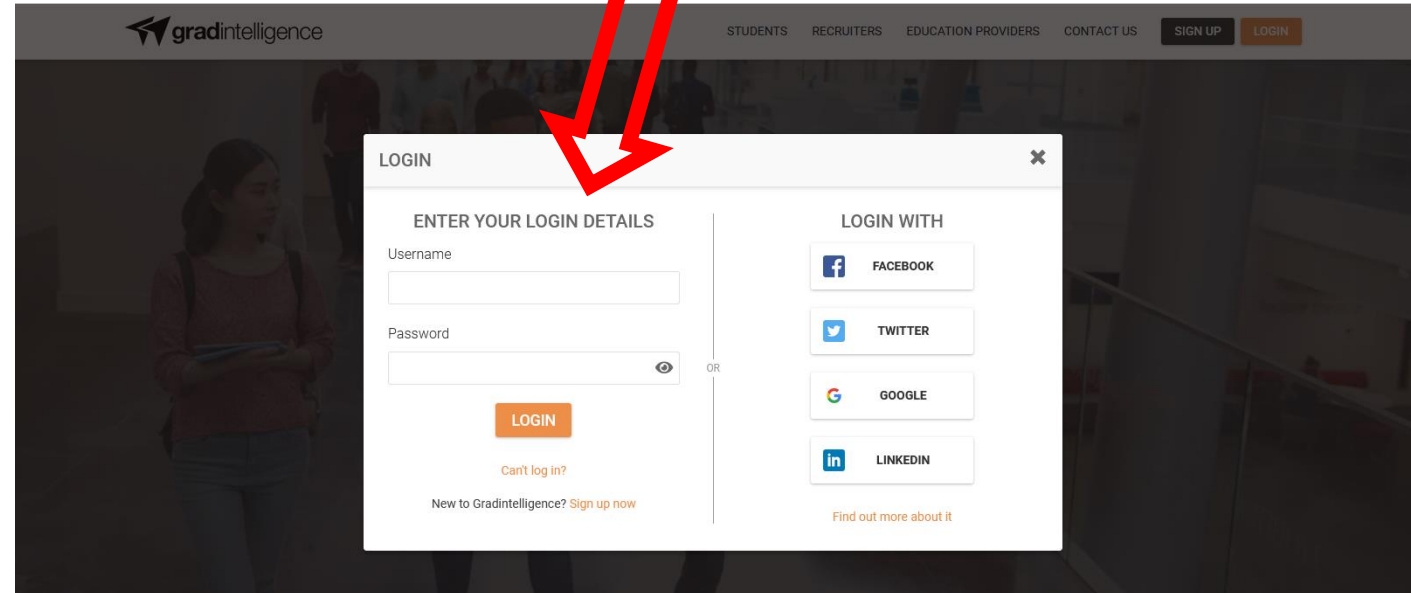 gradintelligence
STUDENTS RECRUITERS EDUCATION PROVIDERS CONTACT US SIGN UP LOGIN
LOGIN
ENTER YOUR LOGIN DETAILS
Username
Password
LOGIN
Can't log in?
New to Gradintelligence? Sign up now
OR
LOGIN WITH
FACEBOOK
TWITTER
GOOGLE
LINKEDIN
Find out more about it